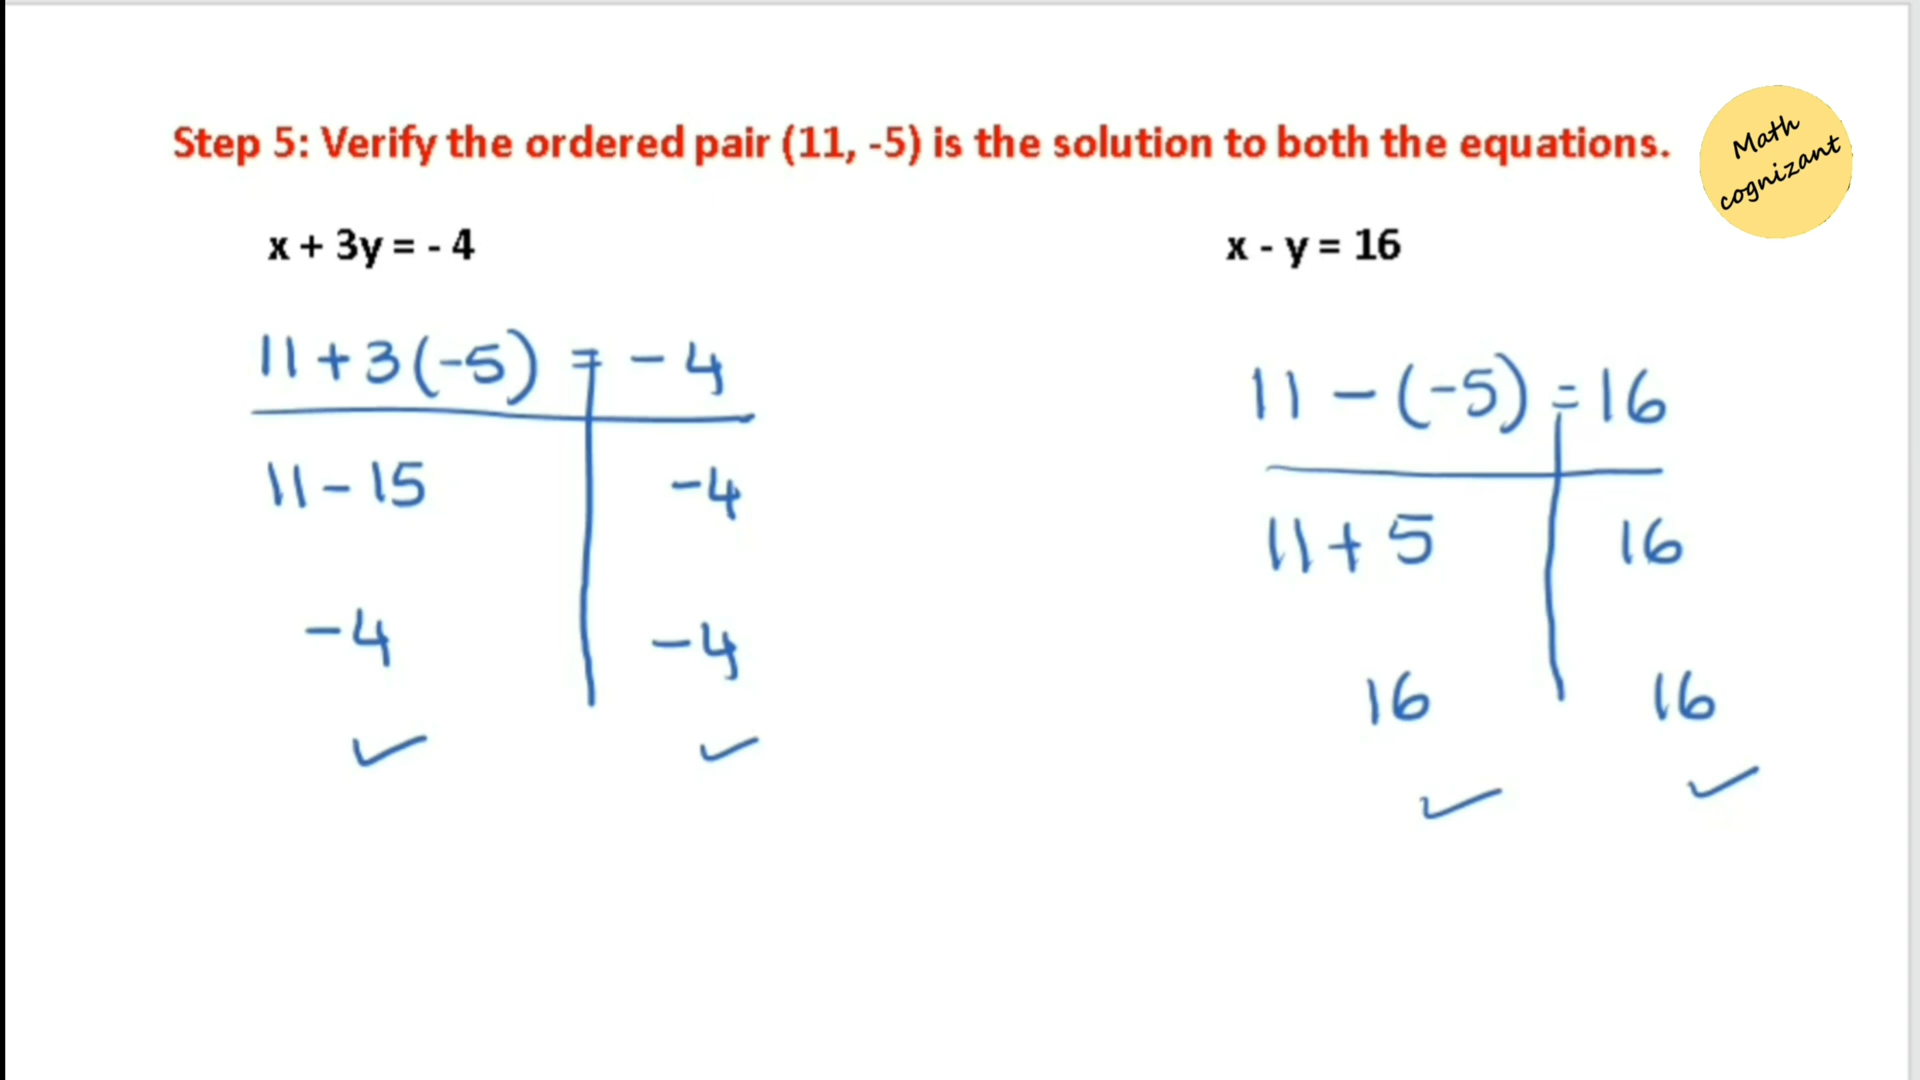 Step 5: Verify the ordered pair (11, -5) is the solution to both the equations.
Math
cognizant
x + 3y = - 4
11 + 3(-5) = - 4
11 - 15 -4
-4 -4
x - y = 16
11 - (-5) = 16
11 + 5 16
16 16